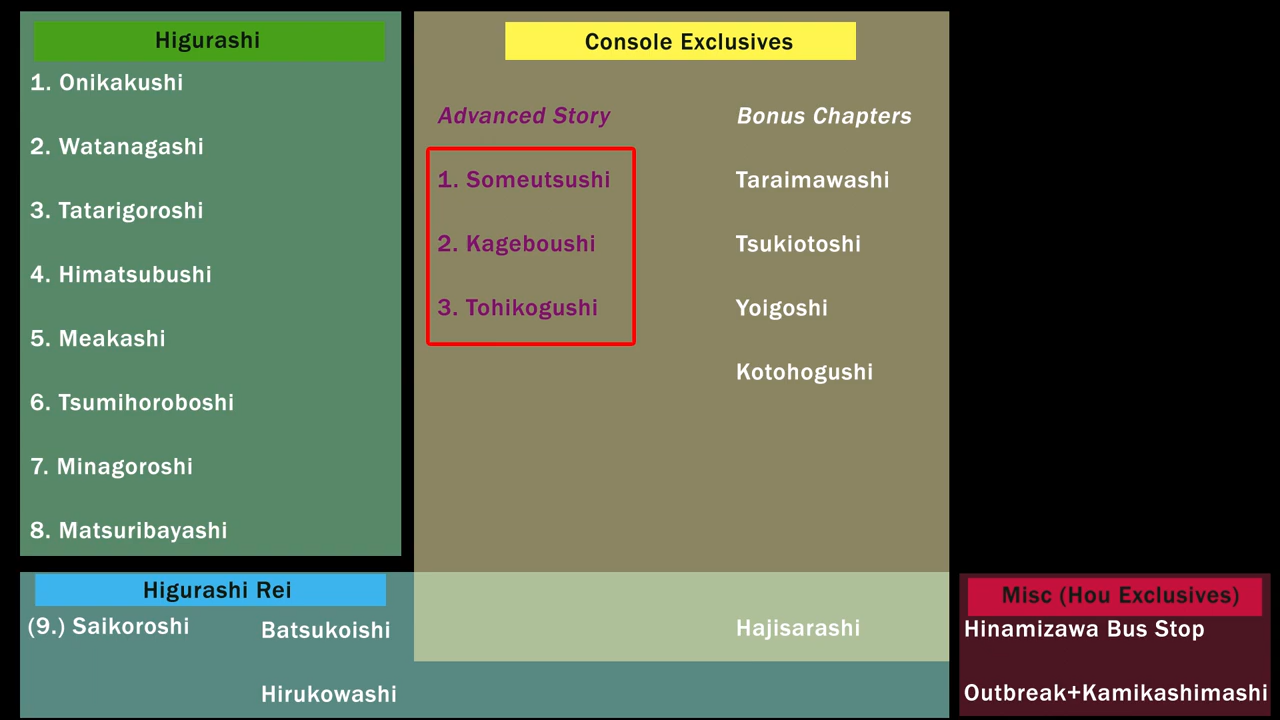 Higurashi
1. Onikakushi
2. Watanagashi
3. Tatarigoroshi
4. Himatsubushi
5. Meakashi
6. Tsumihoroboshi
7. Minagoroshi
8. Matsuribayashi
Console Exclusives
Advanced Story
1. Someutsushi
2. Kageboushi
3. Tohikogushi
Bonus Chapters
Taraimawashi
Tsukiotoshi
Yoigoshi
Kotohogushi
Higurashi Rei
(9.) Saikoroshi
Batsukoishi
Hirukowashi
Hajisarashi
Misc (Hou Exclusives)
Hinamizawa Bus Stop
Outbreak+Kamikashimashi